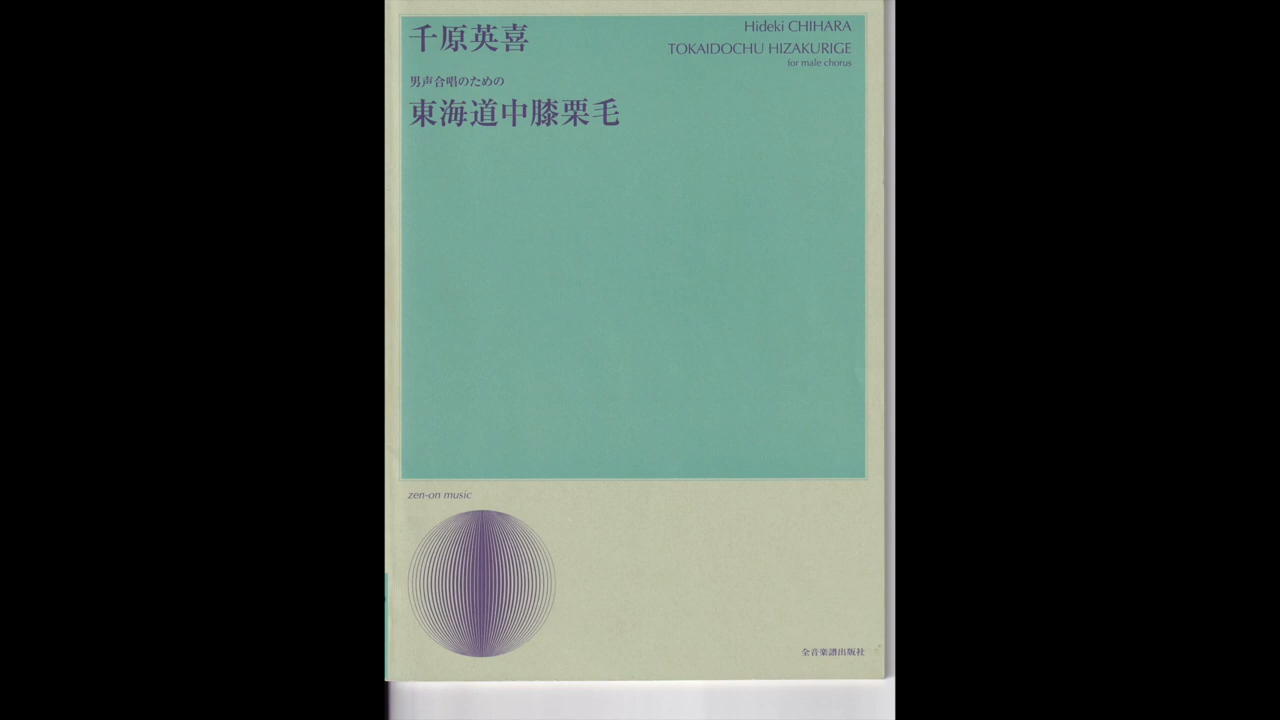 千原英喜
Hideki CHIHARA
TOKAIDOCHU HIZAKURIGE
for male chorus
男声合唱のための
東海道中膝栗毛
zen-on music
全音楽譜出版社